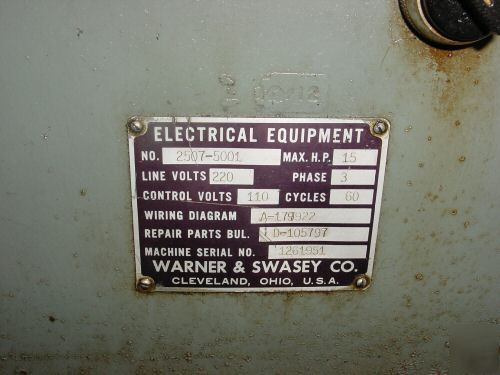 ELECTRICAL EQUIPMENT
NO. 2507-5001 MAX. H.P. 15
LINE VOLTS 220 PHASE 3
CONTROL VOLTS 110 CYCLES 60
WIRING DIAGRAM A-179922
REPAIR PARTS BUL. D-105797
MACHINE SERIAL NO. 1261951
WARNER & SWASEY CO.
CLEVELAND, OHIO, U.S.A.